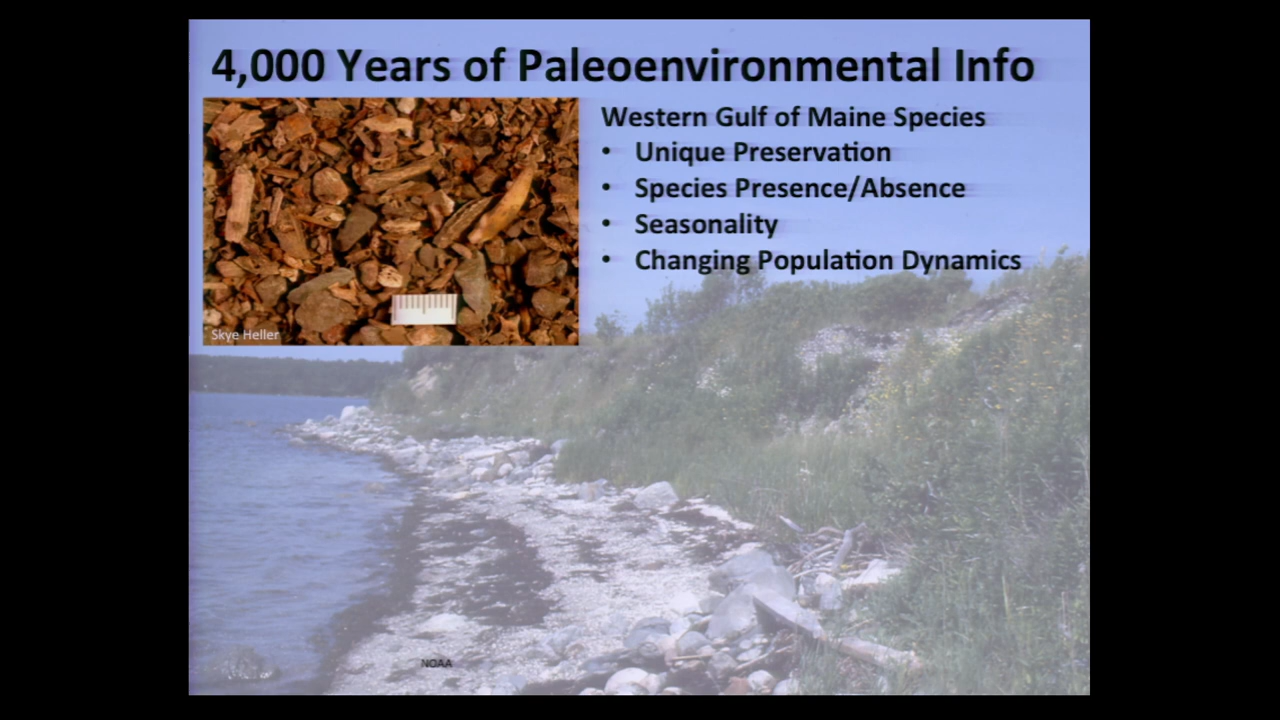 4,000 Years of Paleoenvironmental Info
Western Gulf of Maine Species
• Unique Preservation
• Species Presence/Absence
• Seasonality
• Changing Population Dynamics
Skye Heller
NOAA